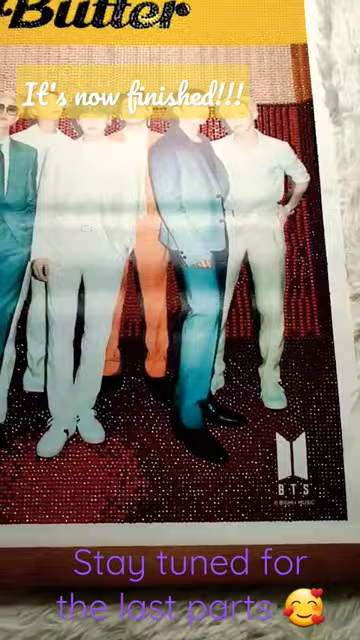 Butter
It's now finished!!!
BTS
Stay tuned for
the last parts 🥰